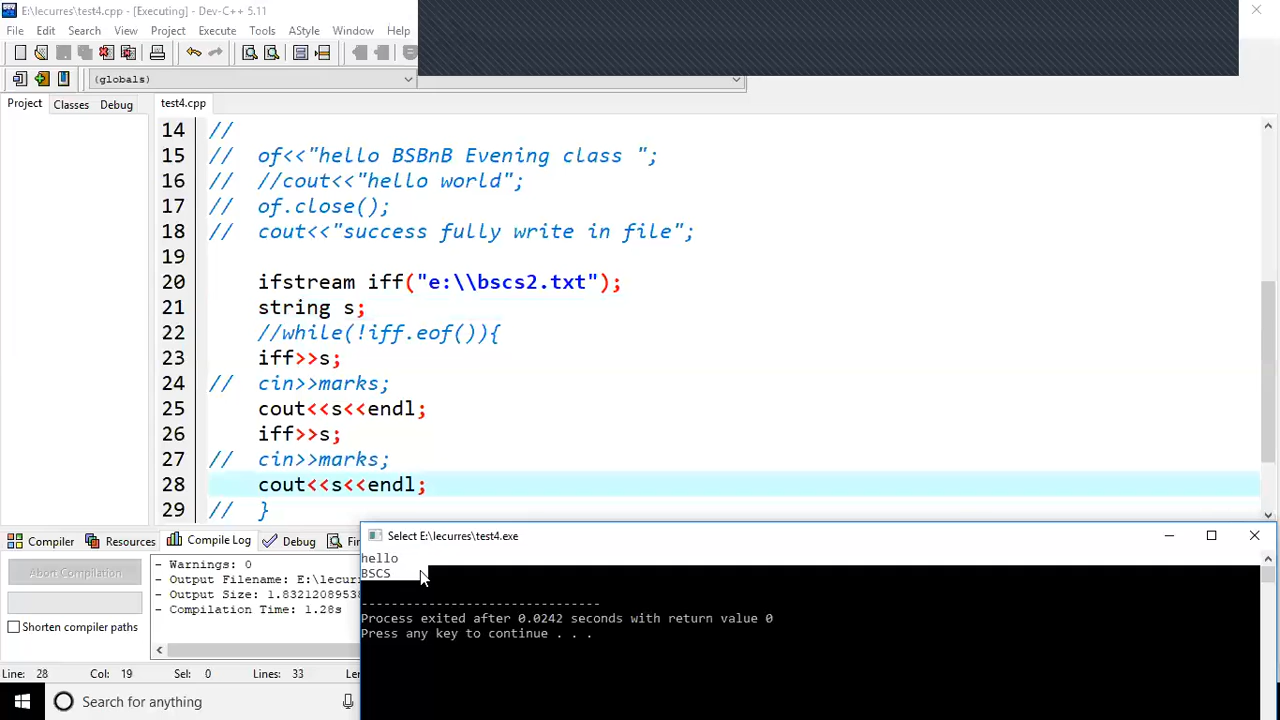 E:\lecurres\test4.cpp - [Executing] - Dev-C++ 5.11
File Edit Search View Project Execute Tools AStyle Window Help
(globals)
Project Classes Debug test4.cpp
14 //
15 // of<<"hello BSBnB Evening class ";
16 // //cout<<"hello world";
17 // of.close();
18 // cout<<"success fully write in file";
19
20 ifstream iff("e:\\bscs2.txt");
21 string s;
22 //while(!iff.eof()){
23 iff>>s;
24 // cin>>marks;
25 cout<<s<<endl;
26 iff>>s;
27 // cin>>marks;
28 cout<<s<<endl;
29 // }
Compiler Resources Compile Log Debug
Abort Compilation
Shorten compiler paths
- Warnings: 0
- Output Filename: E:\lecurr
- Output Size: 1.8321208953
- Compilation Time: 1.28s
Select E:\lecurres\test4.exe
hello
BSCS
--------------------------------
Process exited after 0.0242 seconds with return value 0
Press any key to continue . . .
Line: 28 Col: 19 Sel: 0 Lines: 33
Search for anything